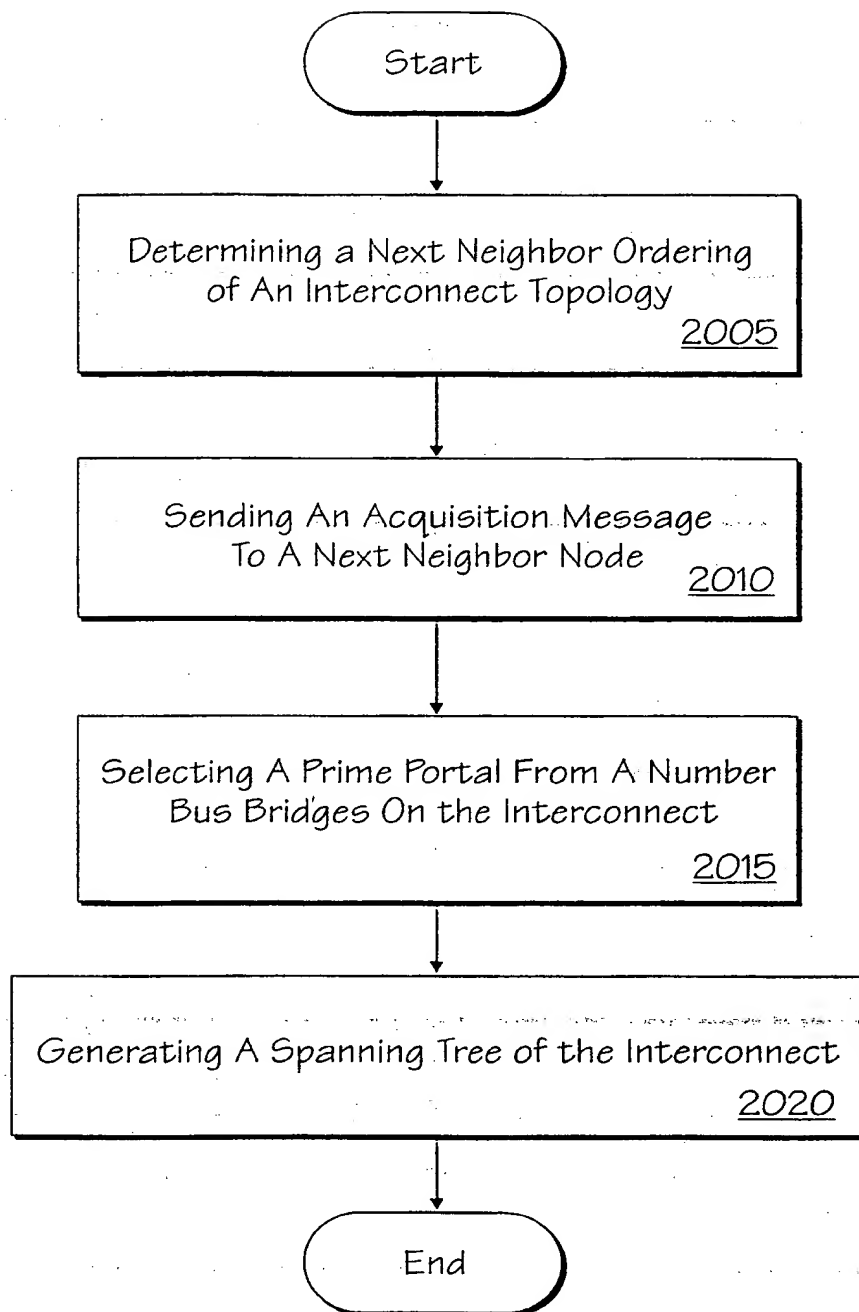 Start
Determining a Next Neighbor Ordering
of An Interconnect Topology
2005
Sending An Acquisition Message
To A Next Neighbor Node
2010
Selecting A Prime Portal From A Number
Bus Bridges On the Interconnect
2015
Generating A Spanning Tree of the Interconnect
2020
End